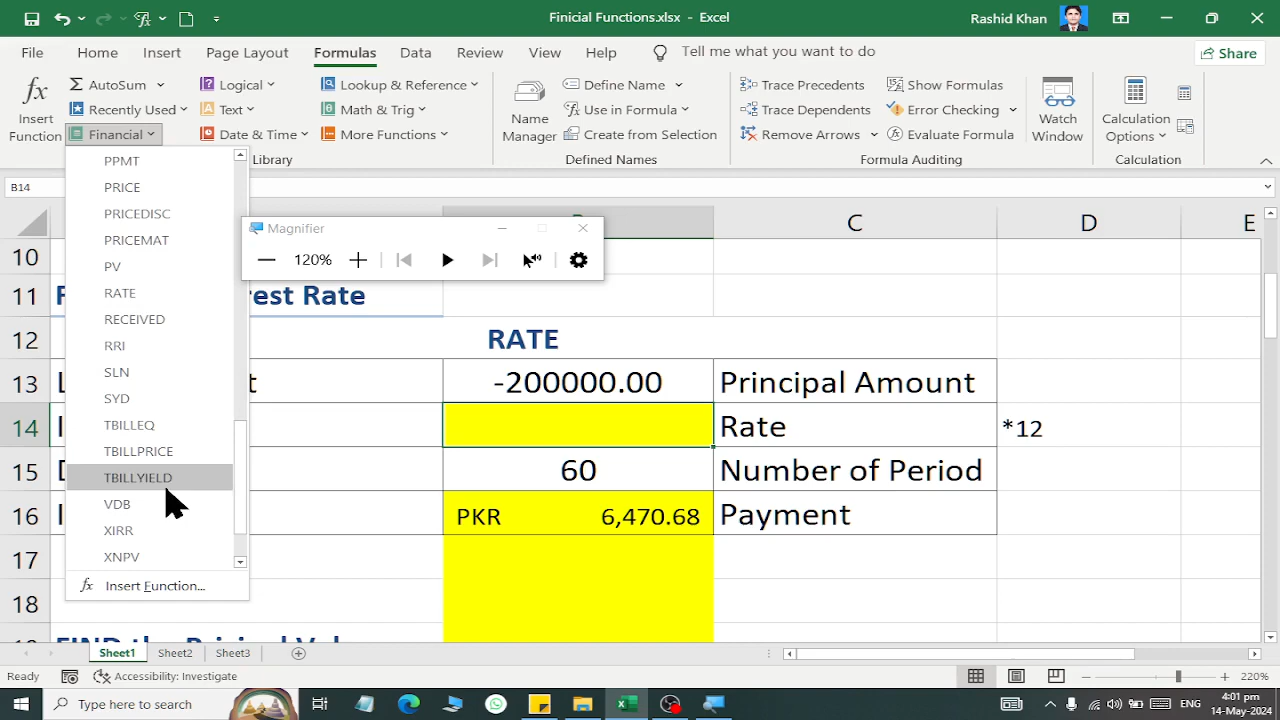 Finicial Functions.xlsx - Excel
Rashid Khan
File Home Insert Page Layout Formulas Data Review View Help Tell me what you want to do Share
fx Insert Function
AutoSum
Recently Used
Financial
Logical
Text
Date & Time
Lookup & Reference
Math & Trig
More Functions
Library
Name Manager
Define Name
Use in Formula
Create from Selection
Defined Names
Trace Precedents
Trace Dependents
Remove Arrows
Show Formulas
Error Checking
Evaluate Formula
Formula Auditing
Watch Window
Calculation Options
Calculation
B14
PPMT
PRICE
PRICEDISC
PRICEMAT
PV
RATE
RECEIVED
RRI
SLN
SYD
TBILLEQ
TBILLPRICE
TBILLYIELD
VDB
XIRR
XNPV
fx Insert Function...
Magnifier
120%
C D E
10
11 F est Rate
12 RATE
13 L t -200000.00 Principal Amount
14 I Rate *12
15 D 60 Number of Period
16 I PKR 6,470.68 Payment
17
18
Sheet1 Sheet2 Sheet3
Ready Accessibility: Investigate 220%
Type here to search
4:01 pm
14-May-2024